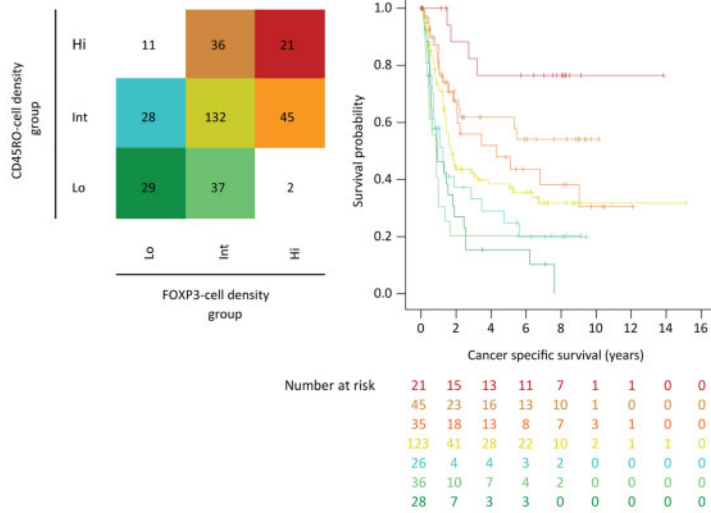 CD45RO-cell density
group
Hi 11 36 21
Int 28 132 45
Lo 29 37 2
Lo Int Hi
FOXP3-cell density
group
Survival probability
1.0
0.8
0.6
0.4
0.2
0.0
0 2 4 6 8 10 12 14 16
Cancer specific survival (years)
Number at risk
21 15 13 11 7 1 1 0 0
45 23 16 13 10 1 0 0 0
35 18 13 8 7 3 1 0 0
123 41 28 22 10 2 1 1 0
26 4 4 3 2 0 0 0 0
36 10 7 4 2 0 0 0 0
28 7 3 3 0 0 0 0 0